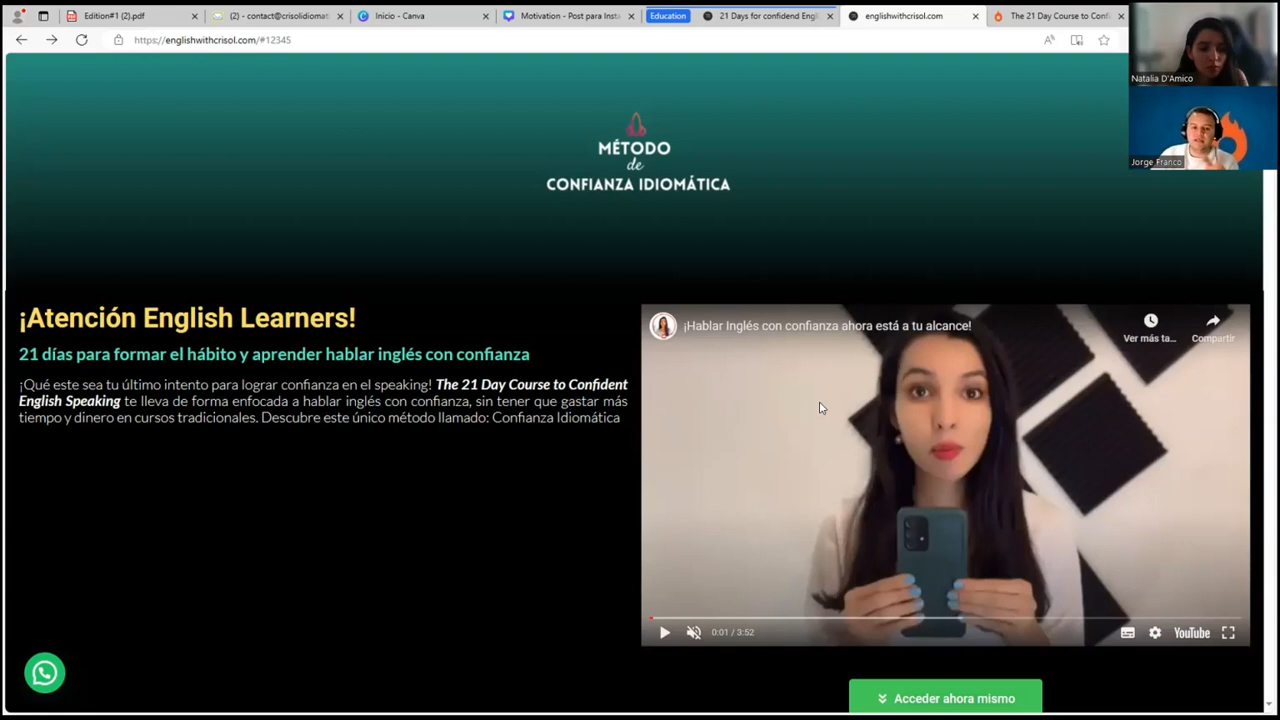 Edition#1 (2).pdf
(2) - contact@crisolidiomat
Inicio - Canva
Motivation - Post para Insta
Education
21 Days for confidend Engli
englishwithcrisol.com
The 21 Day Course to Confi
https://englishwithcrisol.com/#12345
Natalia D'Amico
Jorge Franco
MÉTODO
de
CONFIANZA IDIOMÁTICA
¡Atención English Learners!
21 días para formar el hábito y aprender hablar inglés con confianza
¡Qué este sea tu último intento para lograr confianza en el speaking! The 21 Day Course to Confident
English Speaking te lleva de forma enfocada a hablar inglés con confianza, sin tener que gastar más
tiempo y dinero en cursos tradicionales. Descubre este único método llamado: Confianza Idiomática
¡Hablar Inglés con confianza ahora está a tu alcance!
Ver más ta...
Compartir
0:01 / 3:52
YouTube
Acceder ahora mismo